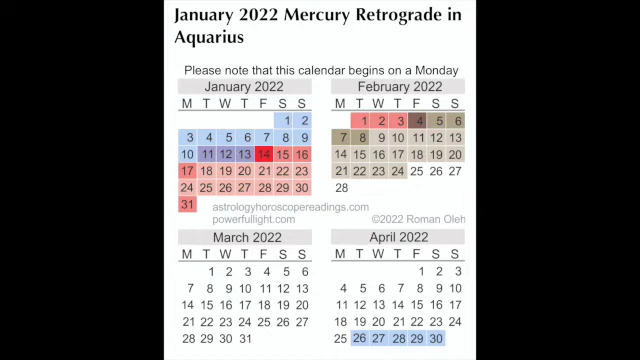 January 2022 Mercury Retrograde in
Aquarius
Please note that this calendar begins on a Monday
January 2022
M T W T F S S
1 2
3 4 5 6 7 8 9
10 11 12 13 14 15 16
17 18 19 20 21 22 23
24 25 26 27 28 29 30
31
astrologyhoroscopereadings.com
powerfullight.com
February 2022
M T W T F S S
1 2 3 4 5 6
7 8 9 10 11 12 13
14 15 16 17 18 19 20
21 22 23 24 25 26 27
28
©2022 Roman Oleh
March 2022
M T W T F S S
1 2 3 4 5 6
7 8 9 10 11 12 13
14 15 16 17 18 19 20
21 22 23 24 25 26 27
28 29 30 31
April 2022
M T W T F S S
1 2 3
4 5 6 7 8 9 10
11 12 13 14 15 16 17
18 19 20 21 22 23 24
25 26 27 28 29 30